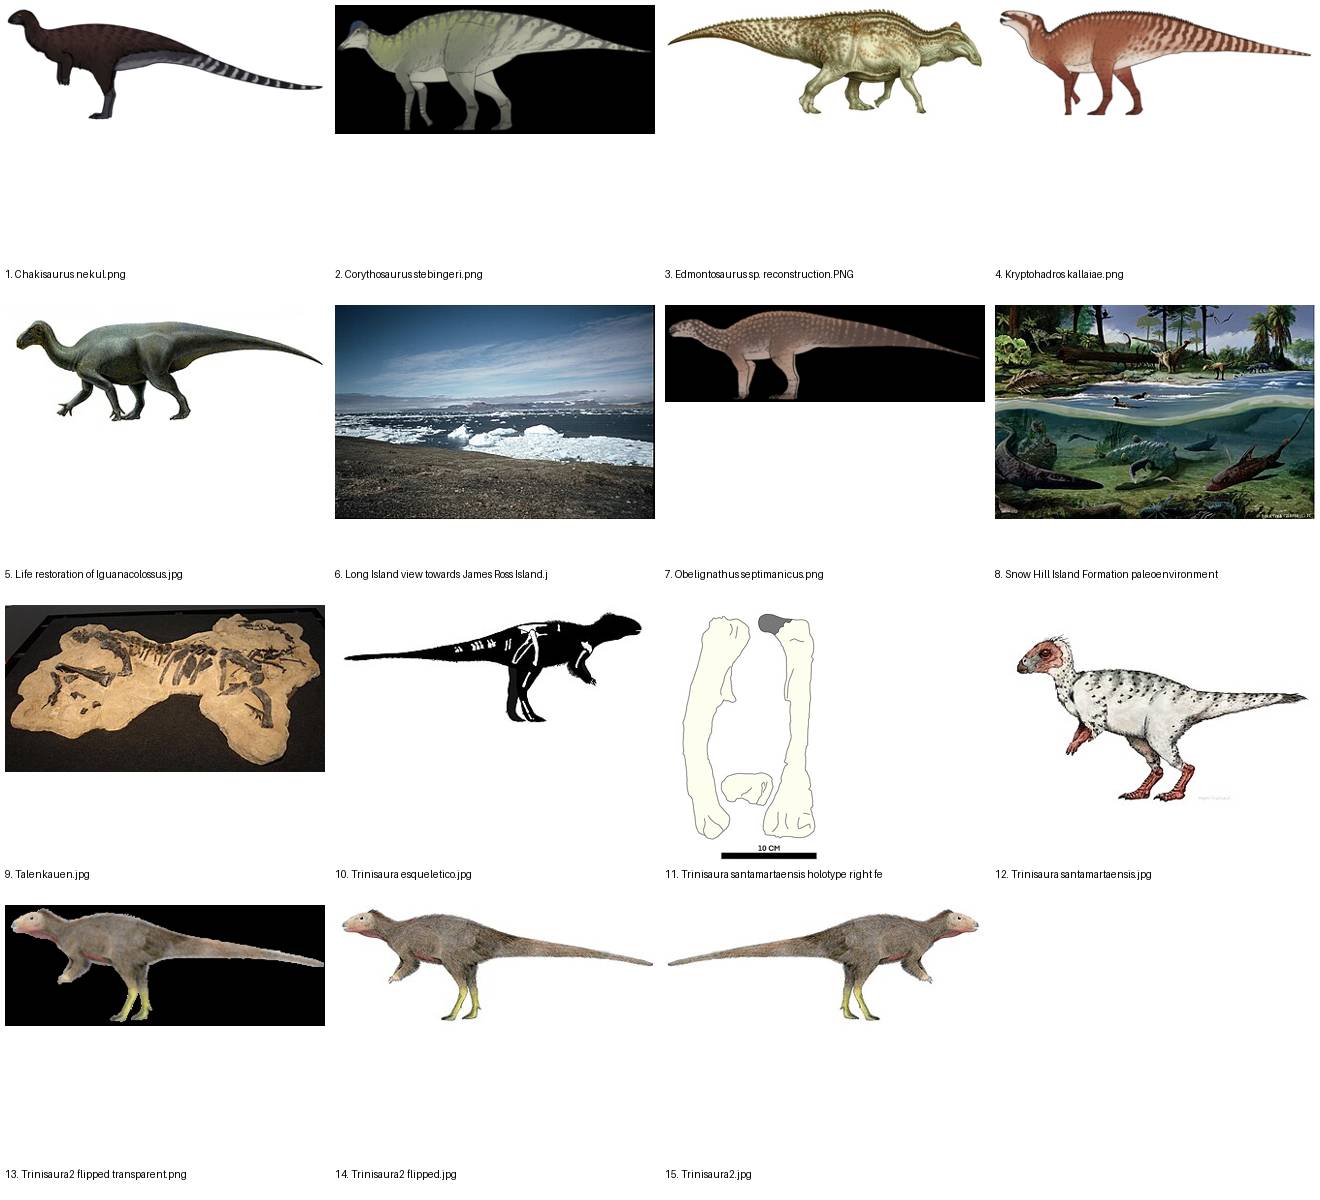 1. Chakisaurus nekul.png
2. Corythosaurus stebingeri.png
3. Edmontosaurus sp. reconstruction.PNG
4. Kryptohadros kallaiae.png
5. Life restoration of Iguanacolossus.jpg
6. Long Island view towards James Ross Island.j
7. Obelignathus septimanicus.png
8. Snow Hill Island Formation paleoenvironment
10 CM
9. Talenkauen.jpg
10. Trinisaura esqueletico.jpg
11. Trinisaura santamartaensis holotype right fe
12. Trinisaura santamartaensis.jpg
13. Trinisaura2 flipped transparent.png
14. Trinisaura2 flipped.jpg
15. Trinisaura2.jpg